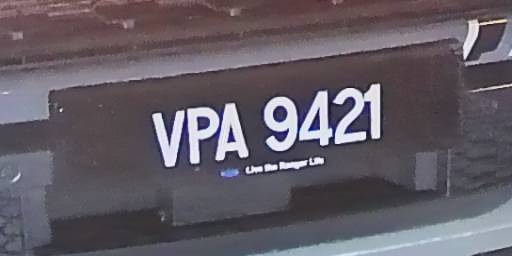 VPA 9421
Live the Ranger Life